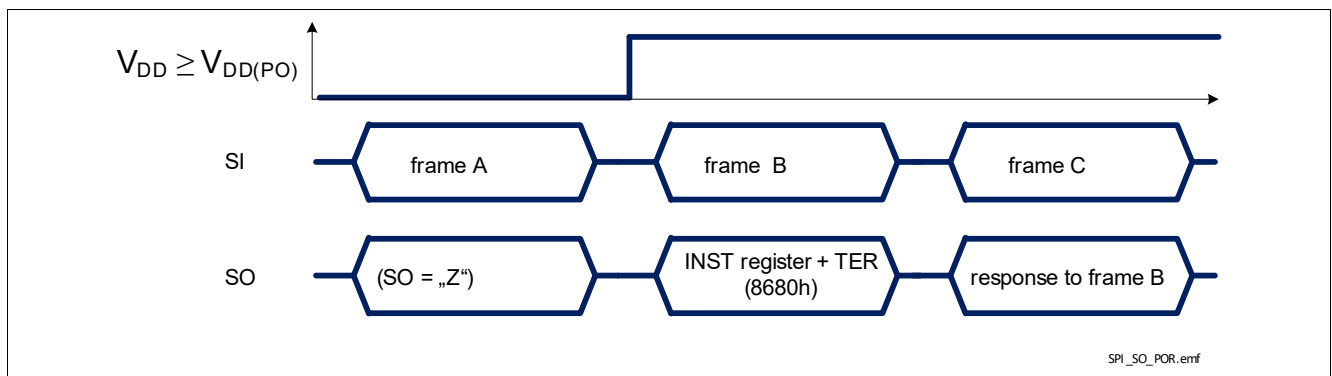 VDD ≥ VDD(PO)
SI
frame A
frame B
frame C
SO
(SO = „Z“)
INST register + TER
(8680h)
response to frame B
SPI_SO_POR.emf